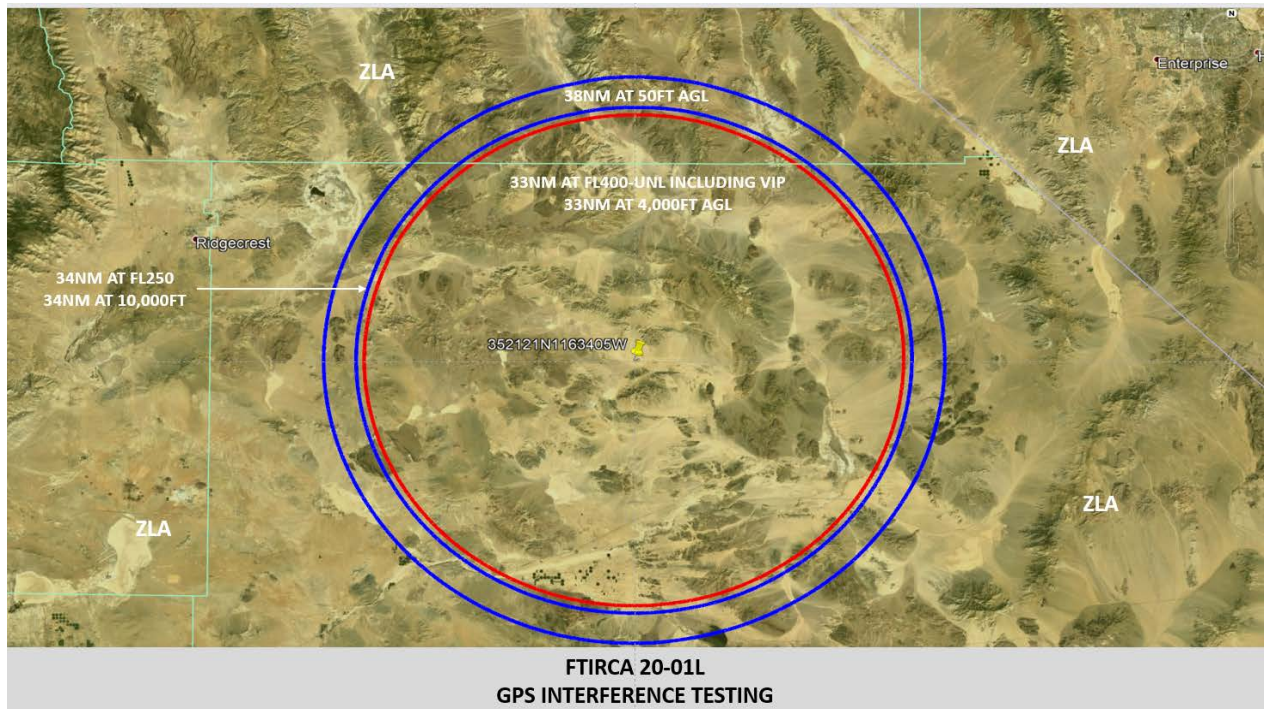 N
ZLA
Enterprise
38NM AT 50FT AGL
ZLA
33NM AT FL400-UNL INCLUDING VIP
33NM AT 4,000FT AGL
Ridgecrest
34NM AT FL250
34NM AT 10,000FT
352121N1163405W
ZLA
ZLA
FTIRCA 20-01L
GPS INTERFERENCE TESTING